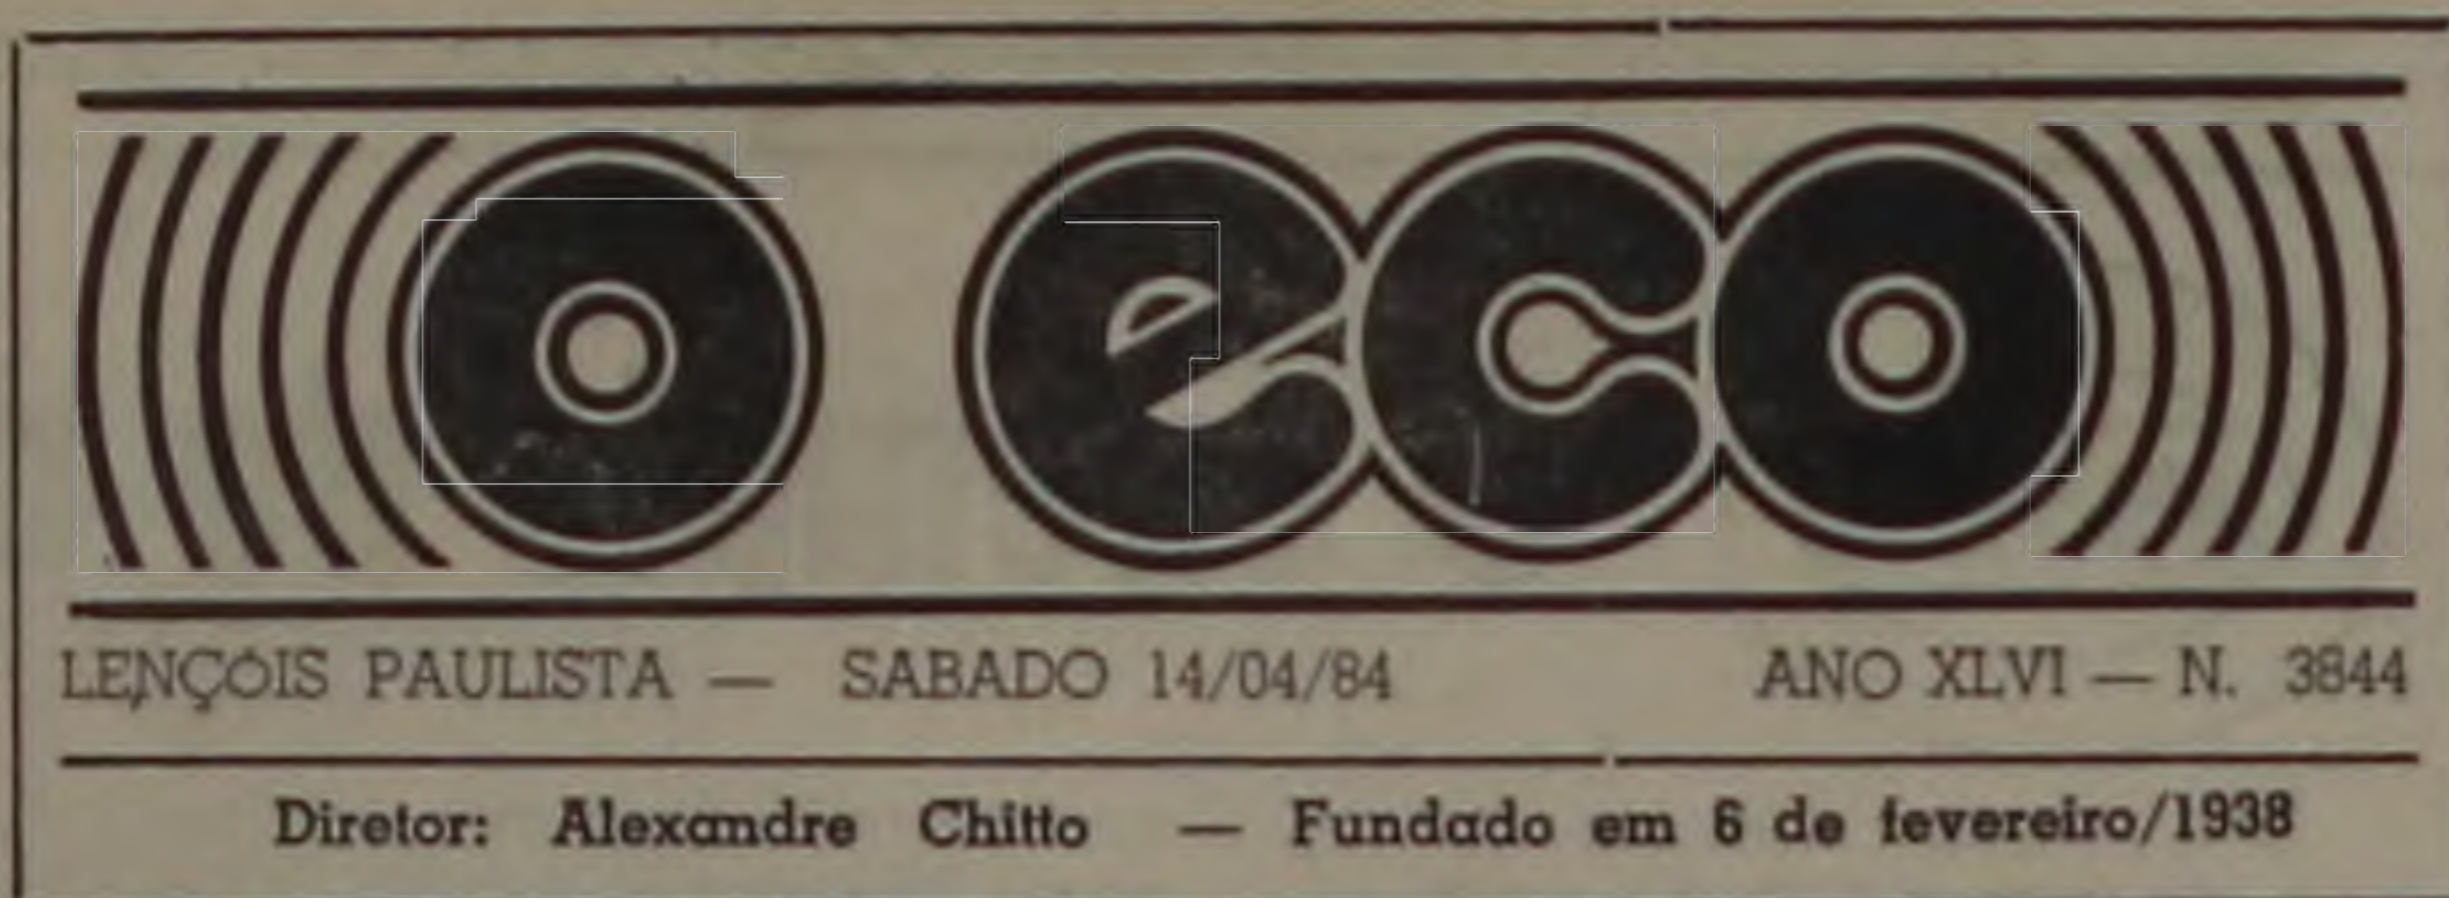 o eco
LENÇÓIS PAULISTA — SABADO 14/04/84 ANO XLVI — N. 3844
Diretor: Alexandre Chitto — Fundado em 6 de fevereiro/1938